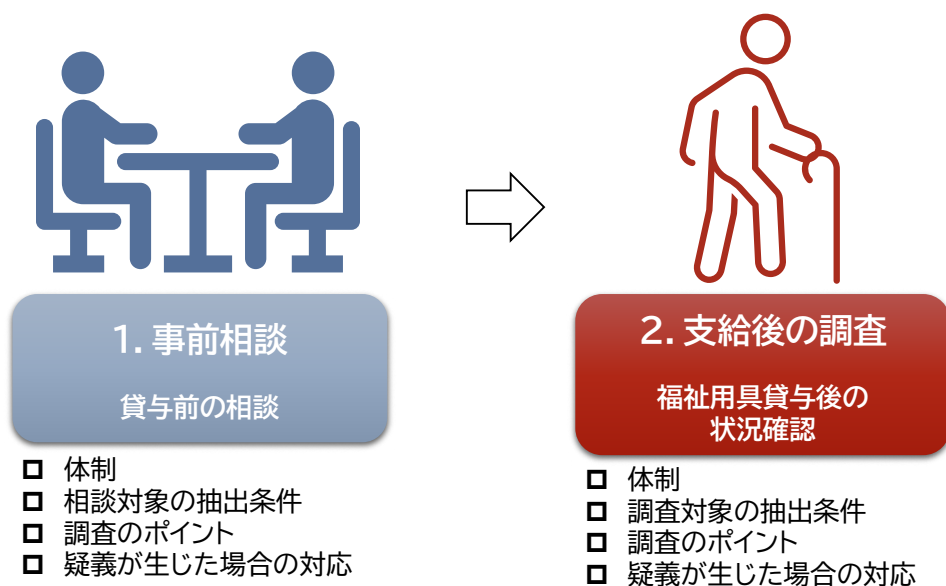 1. 事前相談
貸与前の相談
体制
相談対象の抽出条件
調査のポイント
疑義が生じた場合の対応
2. 支給後の調査
福祉用具貸与後の
状況確認
体制
調査対象の抽出条件
調査のポイント
疑義が生じた場合の対応